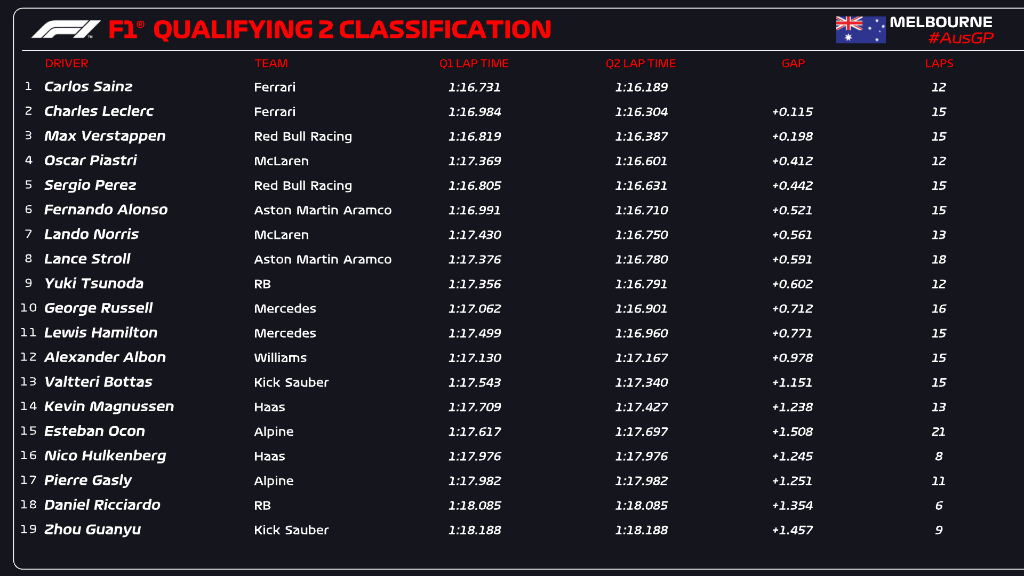 F1® QUALIFYING 2 CLASSIFICATION
MELBOURNE
#AusGP
DRIVER TEAM Q1 LAP TIME Q2 LAP TIME GAP LAPS
1 Carlos Sainz Ferrari 1:16.731 1:16.189 12
2 Charles Leclerc Ferrari 1:16.984 1:16.304 +0.115 15
3 Max Verstappen Red Bull Racing 1:16.819 1:16.387 +0.198 15
4 Oscar Piastri McLaren 1:17.369 1:16.601 +0.412 12
5 Sergio Perez Red Bull Racing 1:16.805 1:16.631 +0.442 15
6 Fernando Alonso Aston Martin Aramco 1:16.991 1:16.710 +0.521 15
7 Lando Norris McLaren 1:17.430 1:16.750 +0.561 13
8 Lance Stroll Aston Martin Aramco 1:17.376 1:16.780 +0.591 18
9 Yuki Tsunoda RB 1:17.356 1:16.791 +0.602 12
10 George Russell Mercedes 1:17.062 1:16.901 +0.712 16
11 Lewis Hamilton Mercedes 1:17.499 1:16.960 +0.771 15
12 Alexander Albon Williams 1:17.130 1:17.167 +0.978 15
13 Valtteri Bottas Kick Sauber 1:17.543 1:17.340 +1.151 15
14 Kevin Magnussen Haas 1:17.709 1:17.427 +1.238 13
15 Esteban Ocon Alpine 1:17.617 1:17.697 +1.508 21
16 Nico Hulkenberg Haas 1:17.976 1:17.976 +1.245 8
17 Pierre Gasly Alpine 1:17.982 1:17.982 +1.251 11
18 Daniel Ricciardo RB 1:18.085 1:18.085 +1.354 6
19 Zhou Guanyu Kick Sauber 1:18.188 1:18.188 +1.457 9